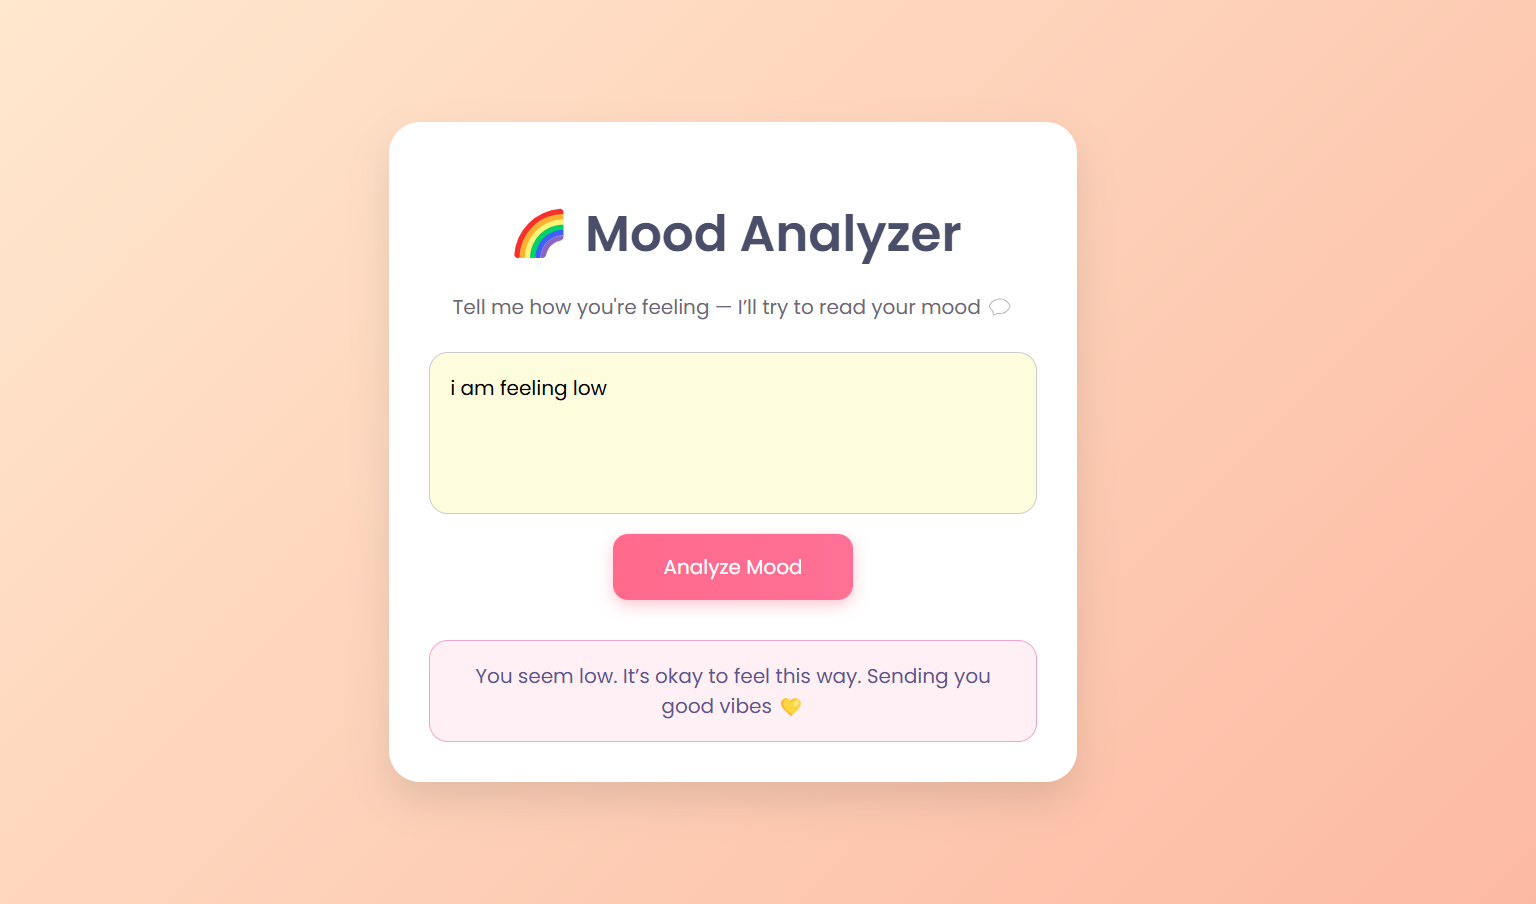 🌈 Mood Analyzer
Tell me how you're feeling — I’ll try to read your mood 💭
i am feeling low
Analyze Mood
You seem low. It’s okay to feel this way. Sending you
good vibes 💛